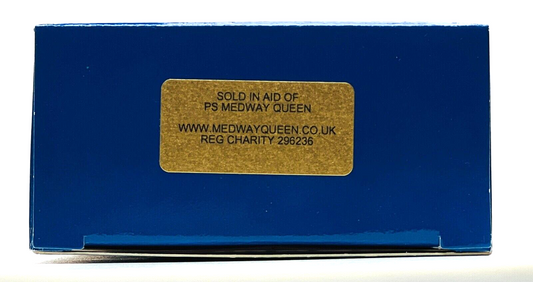 SOLD IN AID OF
PS MEDWAY QUEEN
WWW.MEDWAYQUEEN.CO.UK
REG CHARITY 296236